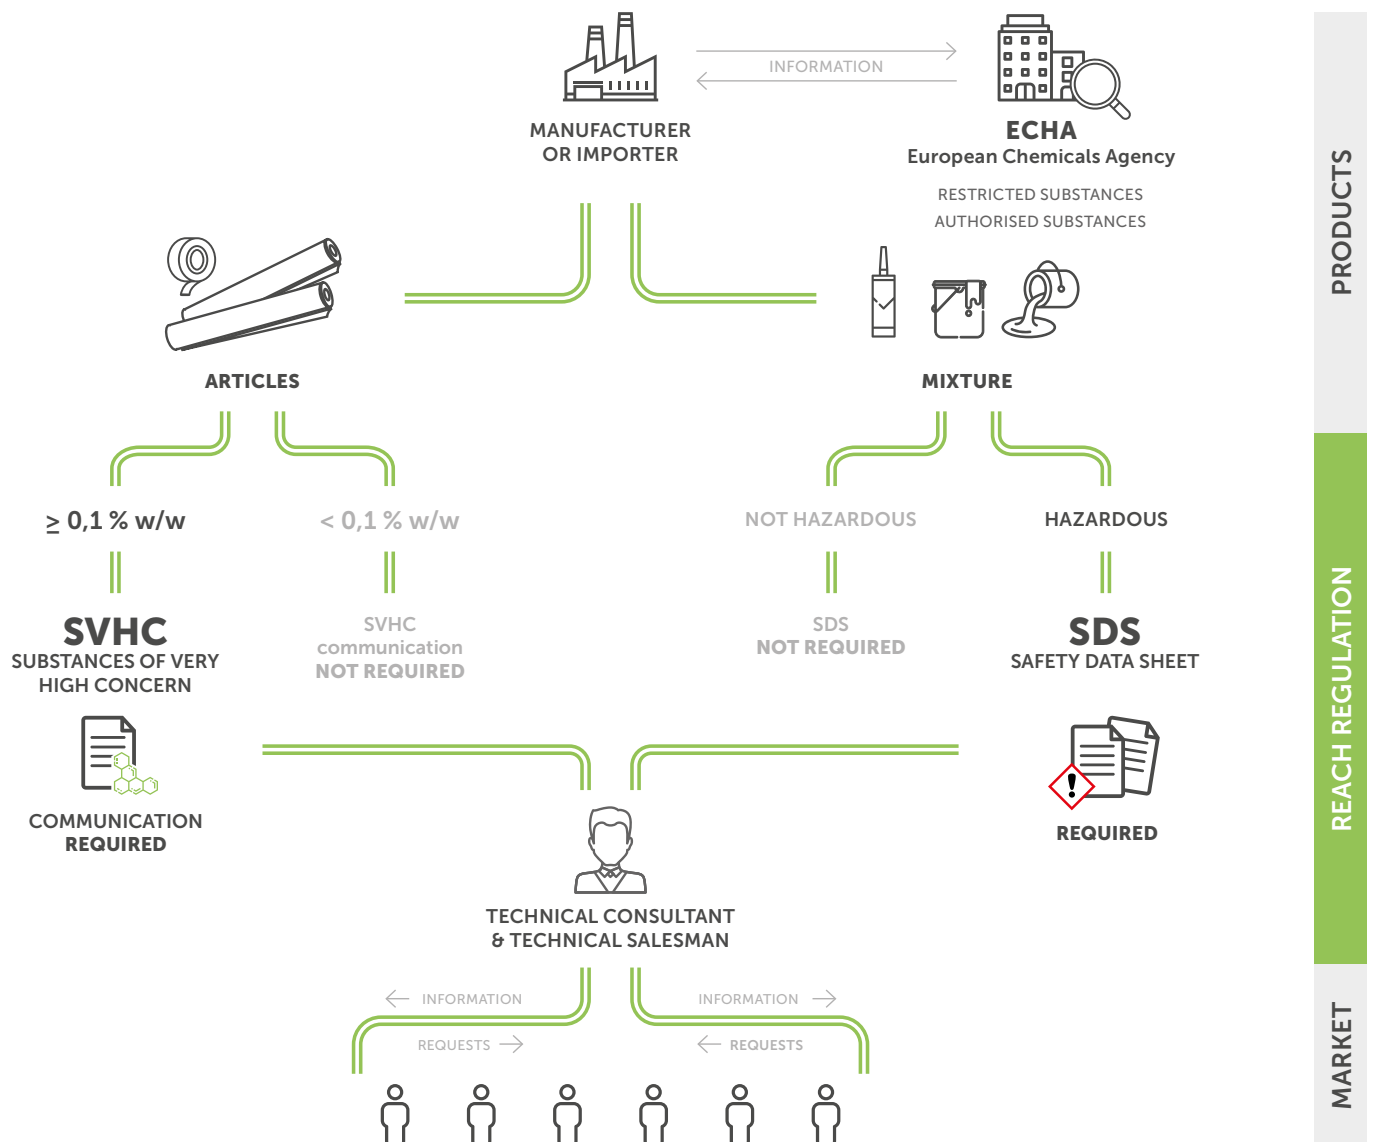 INFORMATION
MANUFACTURER
OR IMPORTER
ECHA
European Chemicals Agency
RESTRICTED SUBSTANCES
AUTHORISED SUBSTANCES
PRODUCTS
ARTICLES
MIXTURE
≥ 0,1 % w/w
< 0,1 % w/w
NOT HAZARDOUS
HAZARDOUS
SVHC
SUBSTANCES OF VERY
HIGH CONCERN
SVHC
communication
NOT REQUIRED
SDS
NOT REQUIRED
SDS
SAFETY DATA SHEET
COMMUNICATION
REQUIRED
REQUIRED
REACH REGULATION
TECHNICAL CONSULTANT
& TECHNICAL SALESMAN
← INFORMATION
INFORMATION →
REQUESTS →
← REQUESTS
MARKET